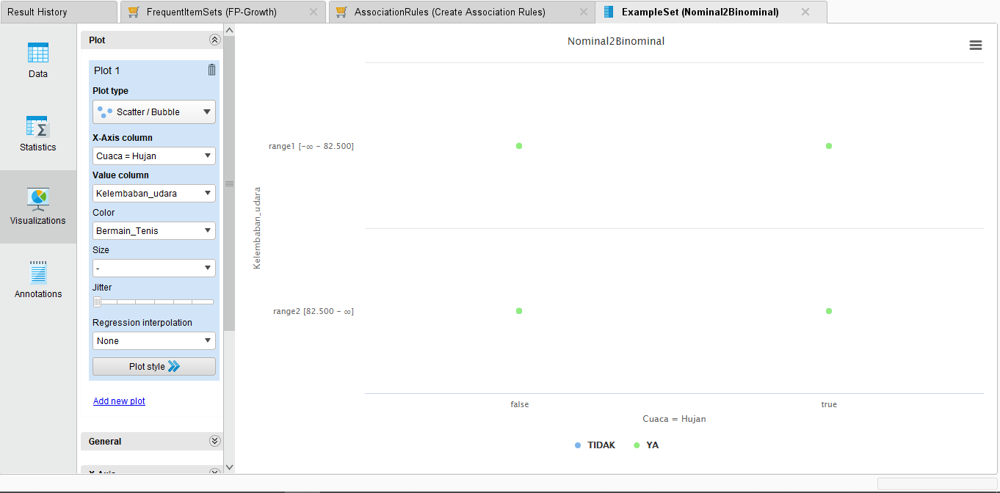 Result History
FrequentItemSets (FP-Growth)
AssociationRules (Create Association Rules)
ExampleSet (Nominal2Binominal)
Data
Statistics
Visualizations
Annotations
Plot
Plot 1
Plot type
Scatter / Bubble
X-Axis column
Cuaca = Hujan
Value column
Kelembaban_udara
Color
Bermain_Tenis
Size
-
Jitter
Regression interpolation
None
Plot style
Add new plot
General
X-Axis
Nominal2Binominal
range1 [-∞ - 82.500]
Kelembaban_udara
range2 [82.500 - ∞]
false
true
Cuaca = Hujan
TIDAK
YA